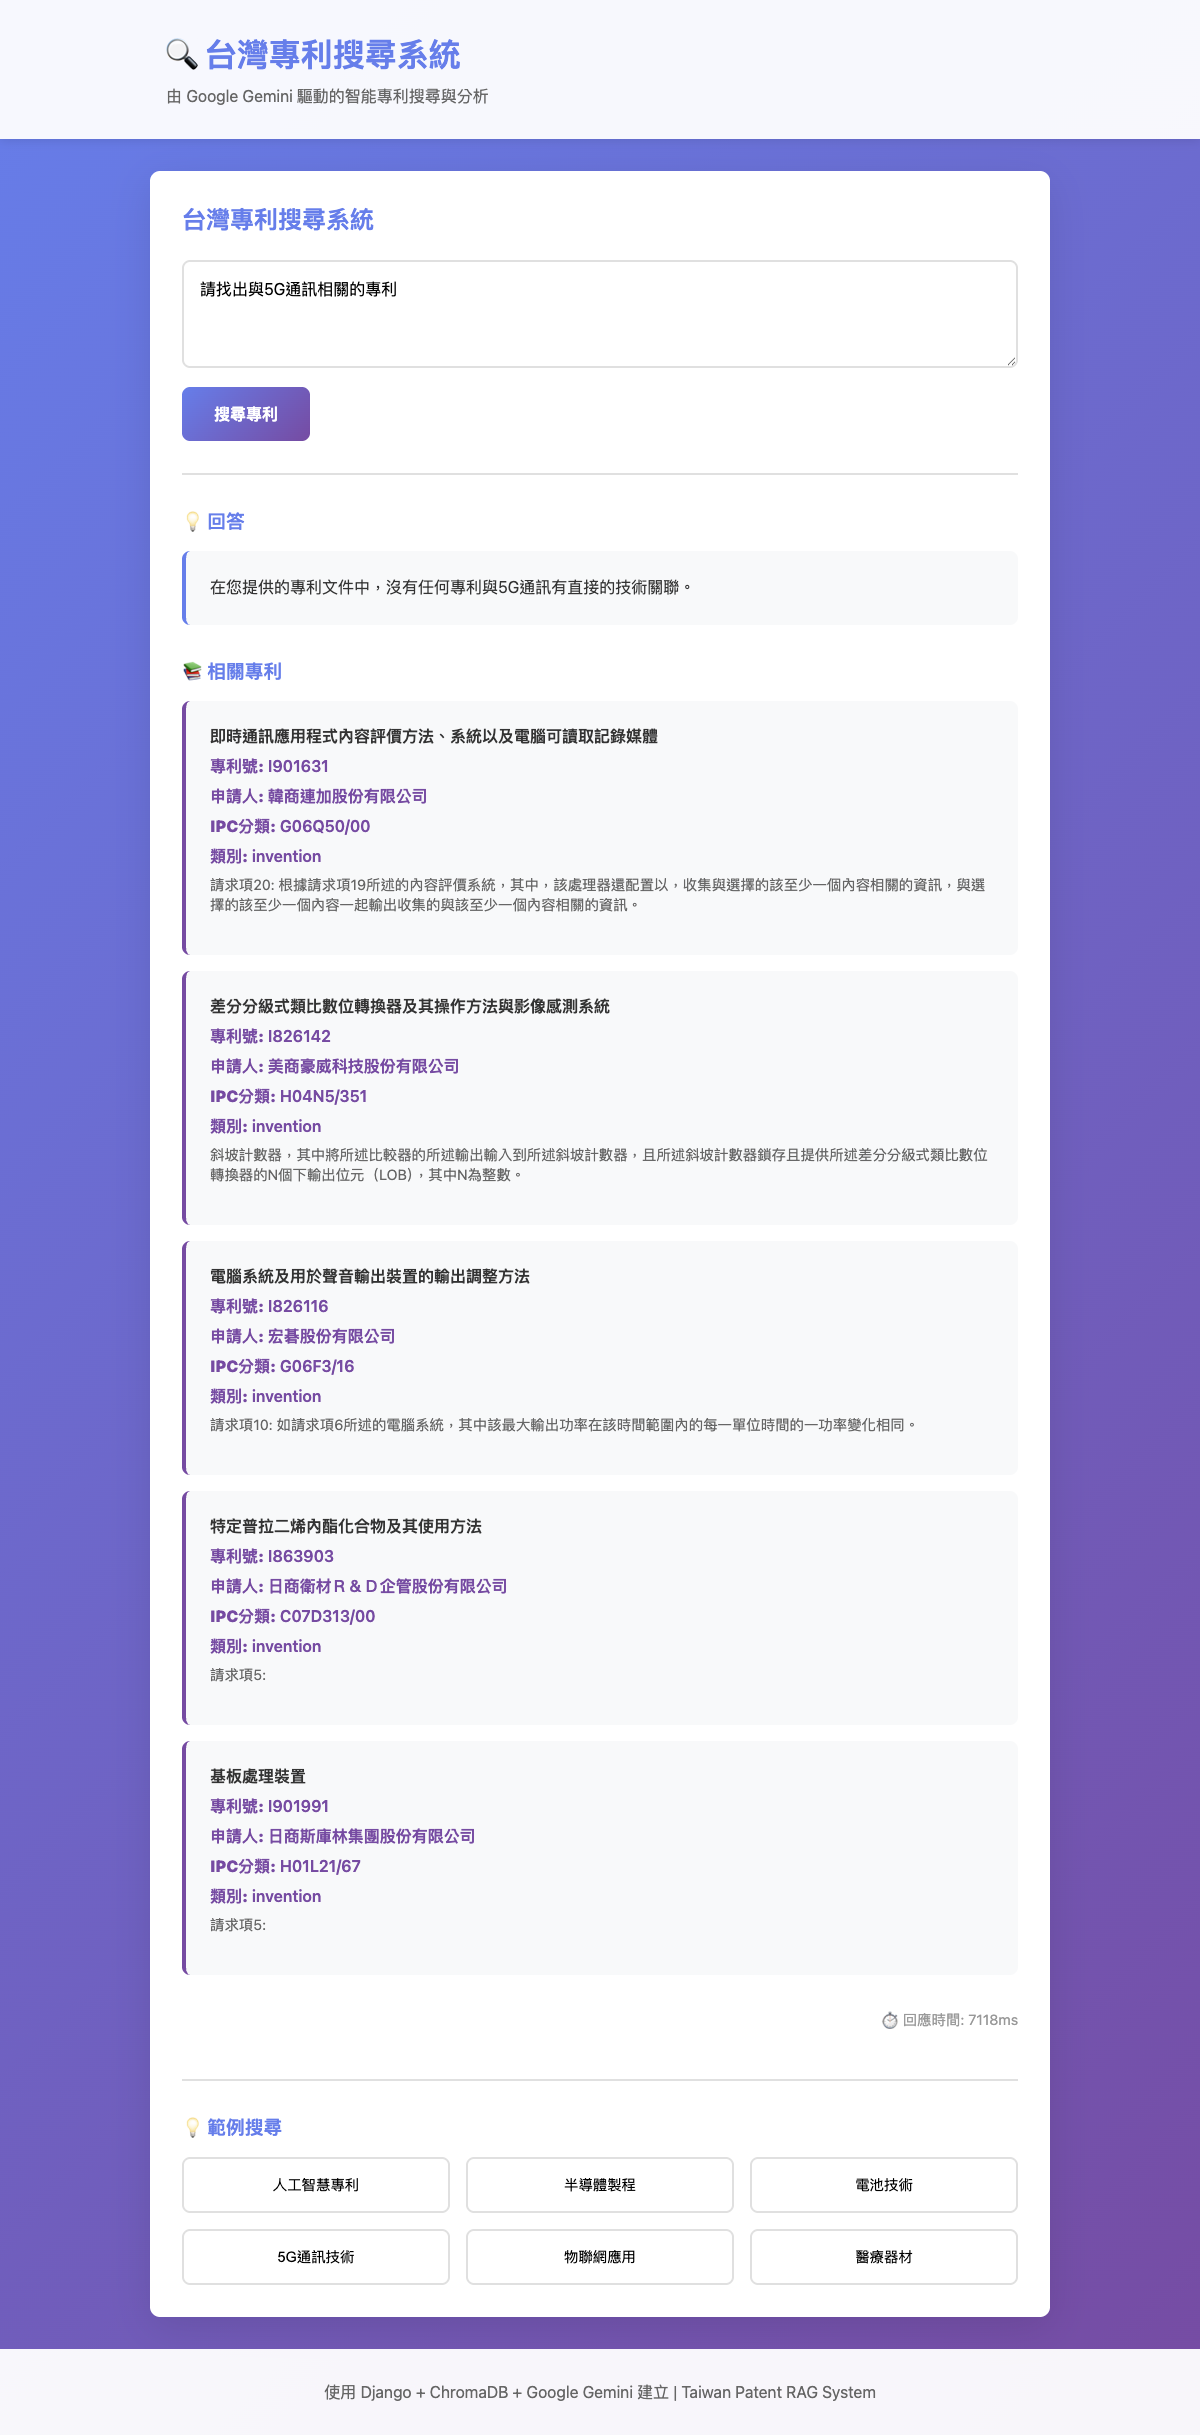 台灣專利搜尋系統
由 Google Gemini 驅動的智能專利搜尋與分析
台灣專利搜尋系統
請找出與5G通訊相關的專利
搜尋專利
回答
在您提供的專利文件中，沒有任何專利與5G通訊有直接的技術關聯。
相關專利
即時通訊應用程式內容評價方法、系統以及電腦可讀取記錄媒體
專利號: I901631
申請人: 韓商連加股份有限公司
IPC分類: G06Q50/00
類別: invention
請求項20: 根據請求項19所述的內容評價系統，其中，該處理器還配置以，收集與選擇的該至少一個內容相關的資訊，與選
擇的該至少一個內容一起輸出收集的與該至少一個內容相關的資訊。
差分分級式類比數位轉換器及其操作方法與影像感測系統
專利號: I826142
申請人: 美商豪威科技股份有限公司
IPC分類: H04N5/351
類別: invention
斜坡計數器，其中將所述比較器的所述輸出輸入到所述斜坡計數器，且所述斜坡計數器鎖存且提供所述差分分級式類比數位
轉換器的N個下輸出位元（LOB），其中N為整數。
電腦系統及用於聲音輸出裝置的輸出調整方法
專利號: I826116
申請人: 宏碁股份有限公司
IPC分類: G06F3/16
類別: invention
請求項10: 如請求項6所述的電腦系統，其中該最大輸出功率在該時間範圍內的每一單位時間的一功率變化相同。
特定普拉二烯內酯化合物及其使用方法
專利號: I863903
申請人: 日商衛材Ｒ＆Ｄ企管股份有限公司
IPC分類: C07D313/00
類別: invention
請求項5:
基板處理裝置
專利號: I901991
申請人: 日商斯庫林集團股份有限公司
IPC分類: H01L21/67
類別: invention
請求項5:
回應時間: 7118ms
範例搜尋
人工智慧專利
半導體製程
電池技術
5G通訊技術
物聯網應用
醫療器材
使用 Django + ChromaDB + Google Gemini 建立 | Taiwan Patent RAG System